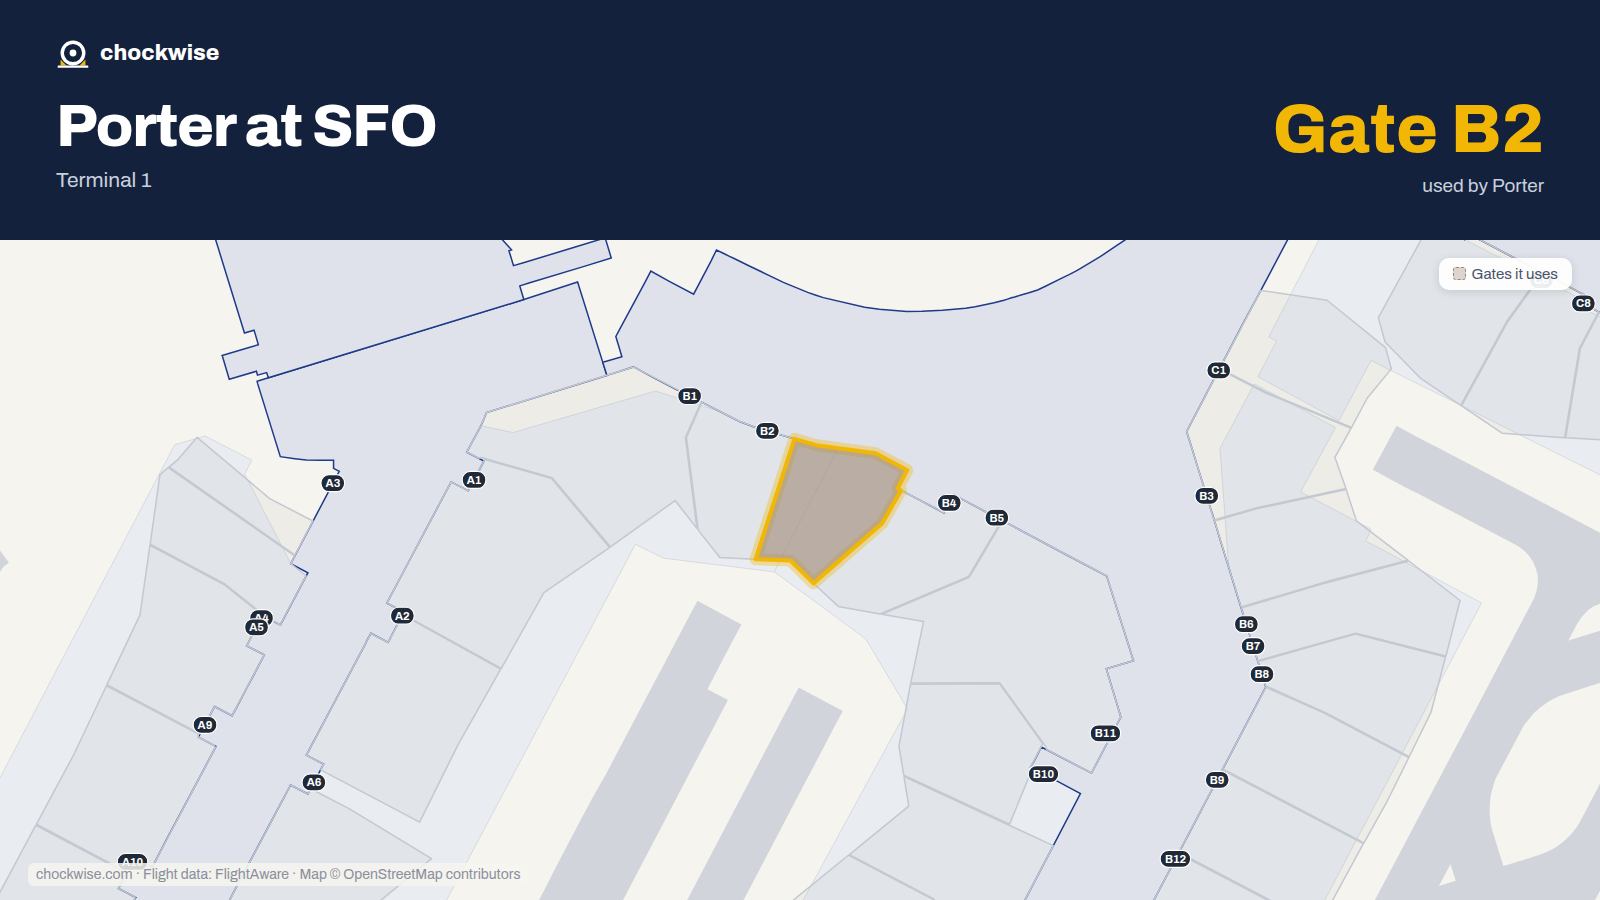 chockwise
Porter at SFO
Terminal 1
Gate B2
used by Porter
Gates it uses
C8
C1
B1
B2
A1
A3
B3
B4
B5
A2
A4
A5
B6
B7
B8
A9
B11
B10
A6
B9
B12
A10
chockwise.com · Flight data: FlightAware · Map © OpenStreetMap contributors